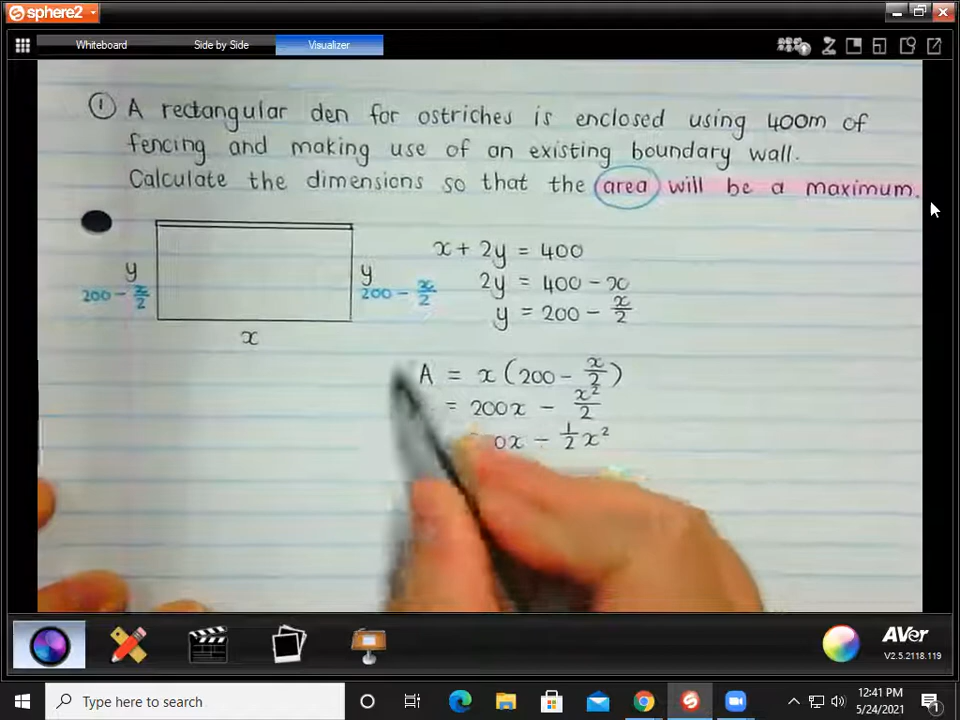 sphere2
Whiteboard
Side by Side
Visualizer
① A rectangular den for ostriches is enclosed using 400m of
fencing and making use of an existing boundary wall.
Calculate the dimensions so that the area will be a maximum.
y
200 - x/2
y
200 - x/2
x
x + 2y = 400
2y = 400 - x
y = 200 - x/2
A = x(200 - x/2)
= 200x - x²/2
0x - 1/2 x²
AVer
V2.5.2118.119
Type here to search
12:41 PM
5/24/2021
1